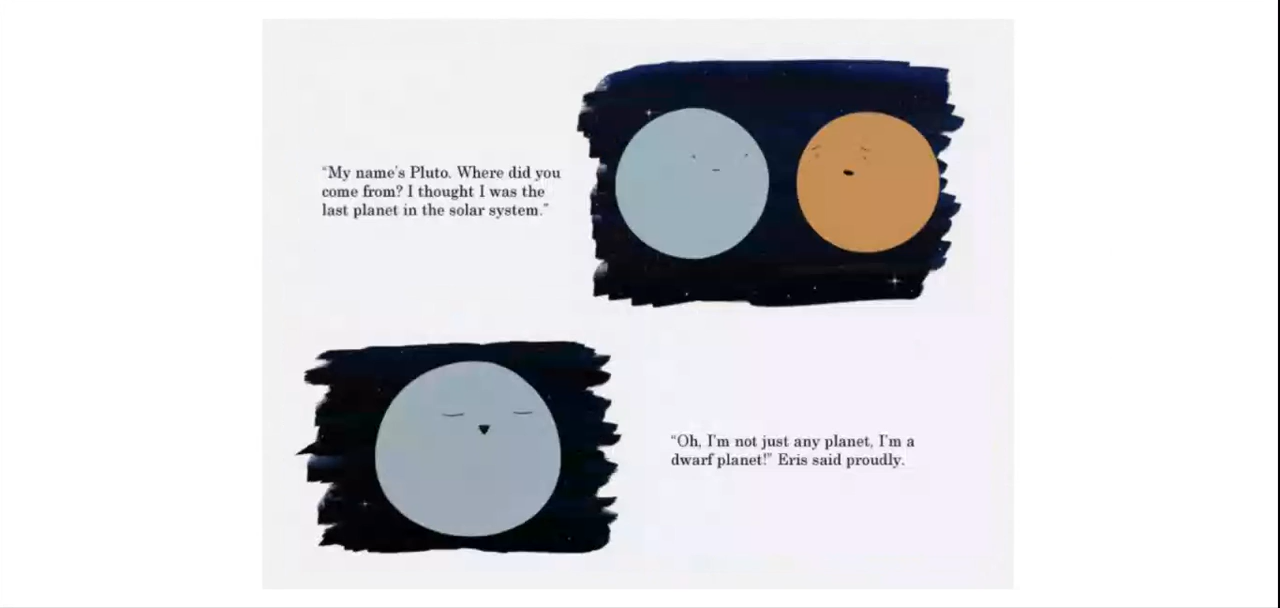 “My name’s Pluto. Where did you
come from? I thought I was the
last planet in the solar system.”
“Oh, I’m not just any planet, I’m a
dwarf planet!” Eris said proudly.